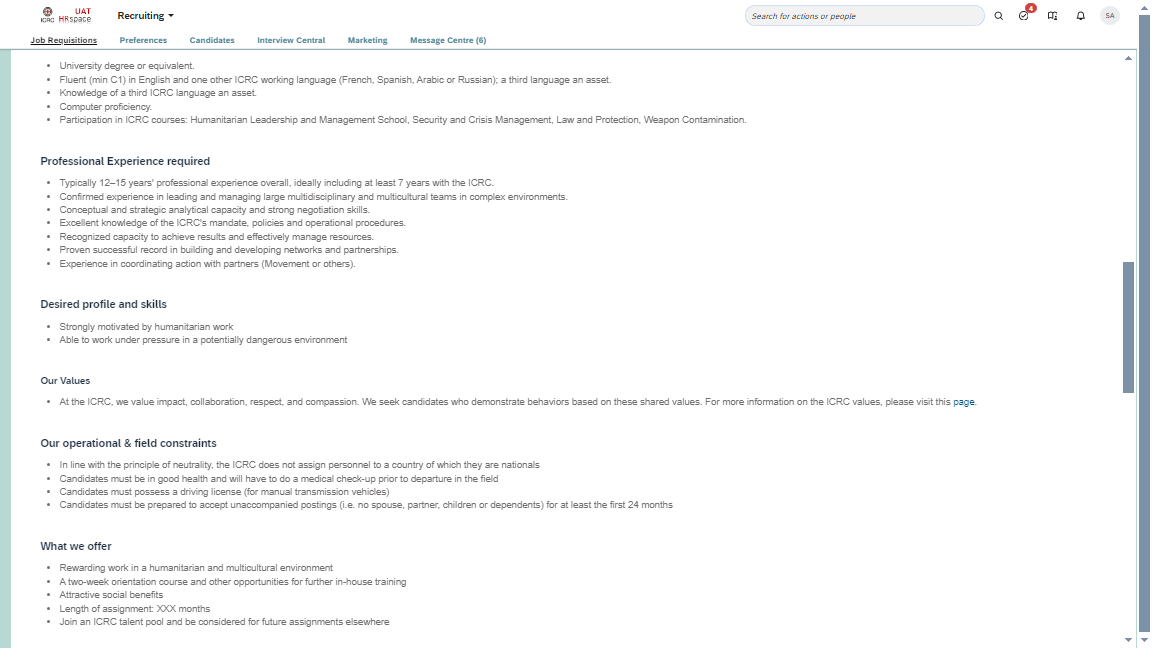 ICRC
UAT
HRspace
Recruiting
Search for actions or people
4
SA
Job Requisitions
Preferences
Candidates
Interview Central
Marketing
Message Centre (6)
• University degree or equivalent.
• Fluent (min C1) in English and one other ICRC working language (French, Spanish, Arabic or Russian); a third language an asset.
• Knowledge of a third ICRC language an asset.
• Computer proficiency.
• Participation in ICRC courses: Humanitarian Leadership and Management School, Security and Crisis Management, Law and Protection, Weapon Contamination.
Professional Experience required
• Typically 12–15 years' professional experience overall, ideally including at least 7 years with the ICRC.
• Confirmed experience in leading and managing large multidisciplinary and multicultural teams in complex environments.
• Conceptual and strategic analytical capacity and strong negotiation skills.
• Excellent knowledge of the ICRC's mandate, policies and operational procedures.
• Recognized capacity to achieve results and effectively manage resources.
• Proven successful record in building and developing networks and partnerships.
• Experience in coordinating action with partners (Movement or others).
Desired profile and skills
• Strongly motivated by humanitarian work
• Able to work under pressure in a potentially dangerous environment
Our Values
• At the ICRC, we value impact, collaboration, respect, and compassion. We seek candidates who demonstrate behaviors based on these shared values. For more information on the ICRC values, please visit this page.
Our operational & field constraints
• In line with the principle of neutrality, the ICRC does not assign personnel to a country of which they are nationals
• Candidates must be in good health and will have to do a medical check-up prior to departure in the field
• Candidates must possess a driving license (for manual transmission vehicles)
• Candidates must be prepared to accept unaccompanied postings (i.e. no spouse, partner, children or dependents) for at least the first 24 months
What we offer
• Rewarding work in a humanitarian and multicultural environment
• A two-week orientation course and other opportunities for further in-house training
• Attractive social benefits
• Length of assignment: XXX months
• Join an ICRC talent pool and be considered for future assignments elsewhere